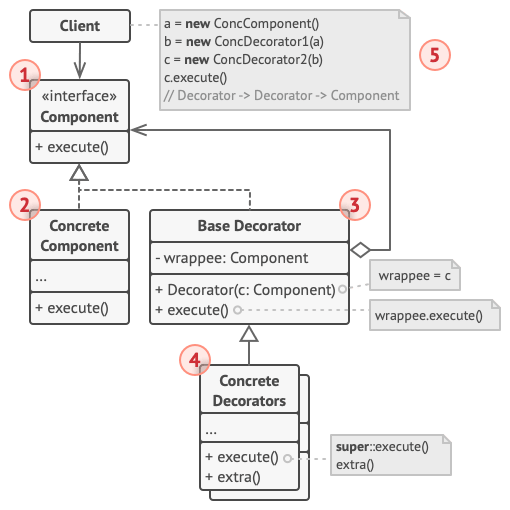 Client
a = new ConcComponent()
b = new ConcDecorator1(a)
c = new ConcDecorator2(b)
c.execute()
// Decorator -> Decorator -> Component
5
1
«interface»
Component
+ execute()
2
Concrete
Component
...
+ execute()
3
Base Decorator
- wrappee: Component
+ Decorator(c: Component)
+ execute()
wrappee = c
wrappee.execute()
4
Concrete
Decorators
...
+ execute()
+ extra()
super::execute()
extra()